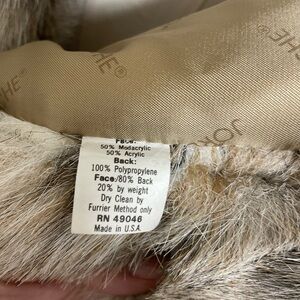 Face:
50% Modacrylic
50% Acrylic
Back:
100% Polypropylene
Face/80% Back
20% by weight
Dry Clean by
Furrier Method only
RN 49046
Made in U.S.A.